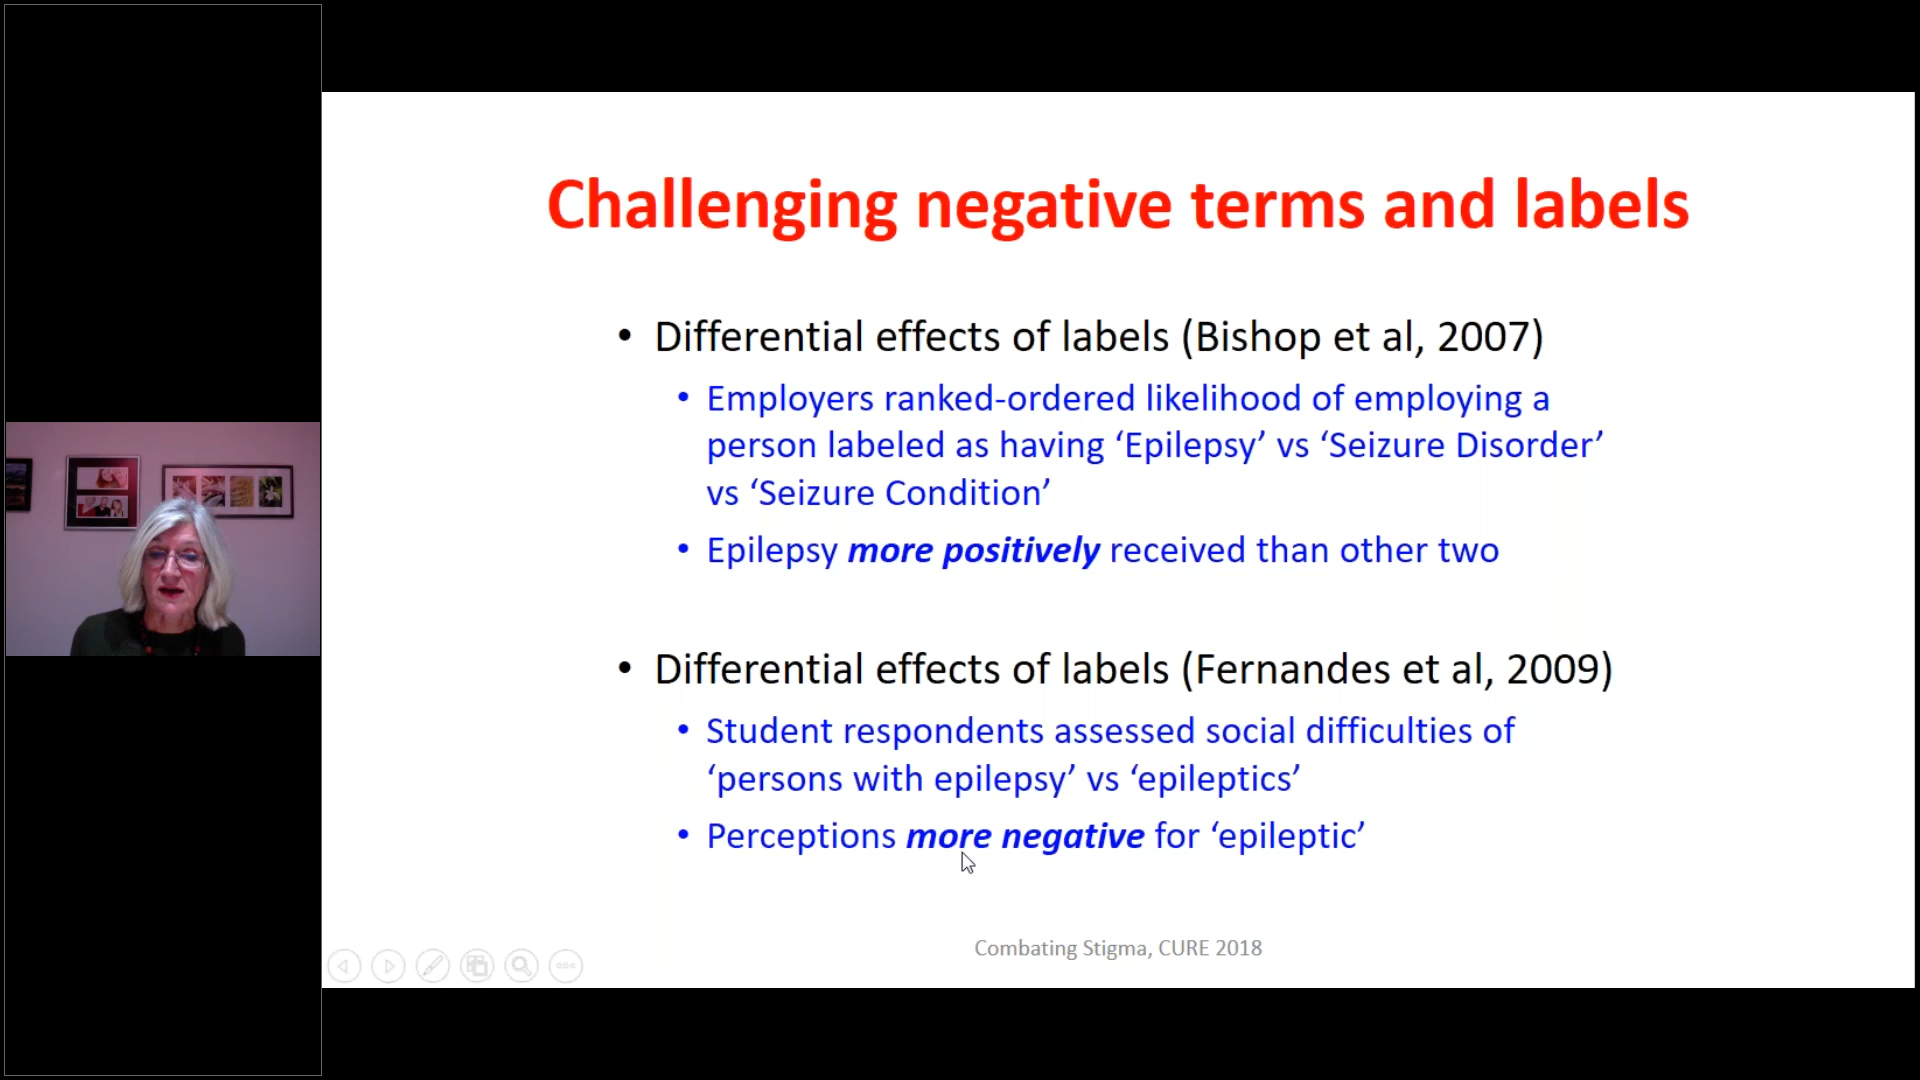 Challenging negative terms and labels
• Differential effects of labels (Bishop et al, 2007)
• Employers ranked-ordered likelihood of employing a
person labeled as having ‘Epilepsy’ vs ‘Seizure Disorder’
vs ‘Seizure Condition’
• Epilepsy more positively received than other two
• Differential effects of labels (Fernandes et al, 2009)
• Student respondents assessed social difficulties of
‘persons with epilepsy’ vs ‘epileptics’
• Perceptions more negative for ‘epileptic’
Combating Stigma, CURE 2018